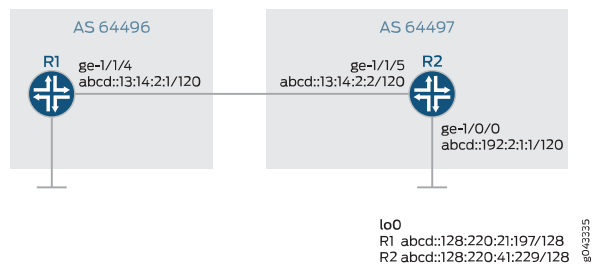 AS 64496
AS 64497
R1
ge-1/1/4
abcd::13:14:2:1/120
ge-1/1/5
abcd::13:14:2:2/120
R2
ge-1/0/0
abcd::192:2:1:1/120
lo0
R1 abcd::128:220:21:197/128
R2 abcd::128:220:41:229/128
g043335